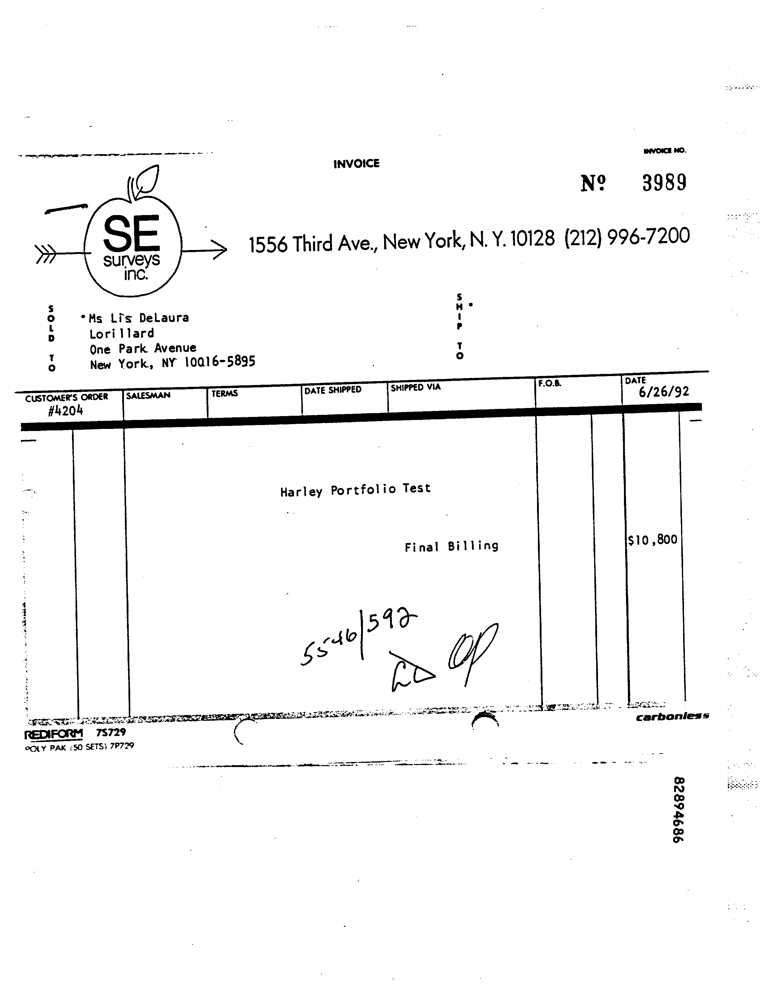 INVOICE
INVOICE NO.
Nº 3989
SE
surveys
inc.
1556 Third Ave., New York, N. Y. 10128 (212) 996-7200
SOLD TO
Ms Lis DeLaura
Lorillard
One Park Avenue
New York, NY 10016-5895
SHIP TO
CUSTOMER'S ORDER SALESMAN TERMS DATE SHIPPED SHIPPED VIA F.O.B. DATE
#4204 6/26/92
Harley Portfolio Test
Final Billing $10,800
5546/592
LD OP
carbonless
REDIFORM 7S729
POLY PAK (50 SETS) 7P729
82894686